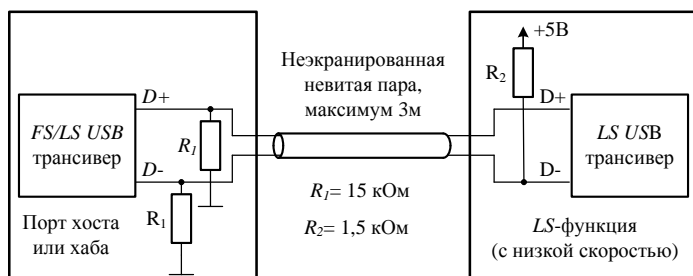 FS/LS USB
трансивер
D+
D-
R1
R1
Порт хоста
или хаба
Неэкранированная
невитая пара,
максимум 3м
R1= 15 кОм
R2= 1,5 кОм
+5В
R2
D+
D-
LS USB
трансивер
LS-функция
(с низкой скоростью)